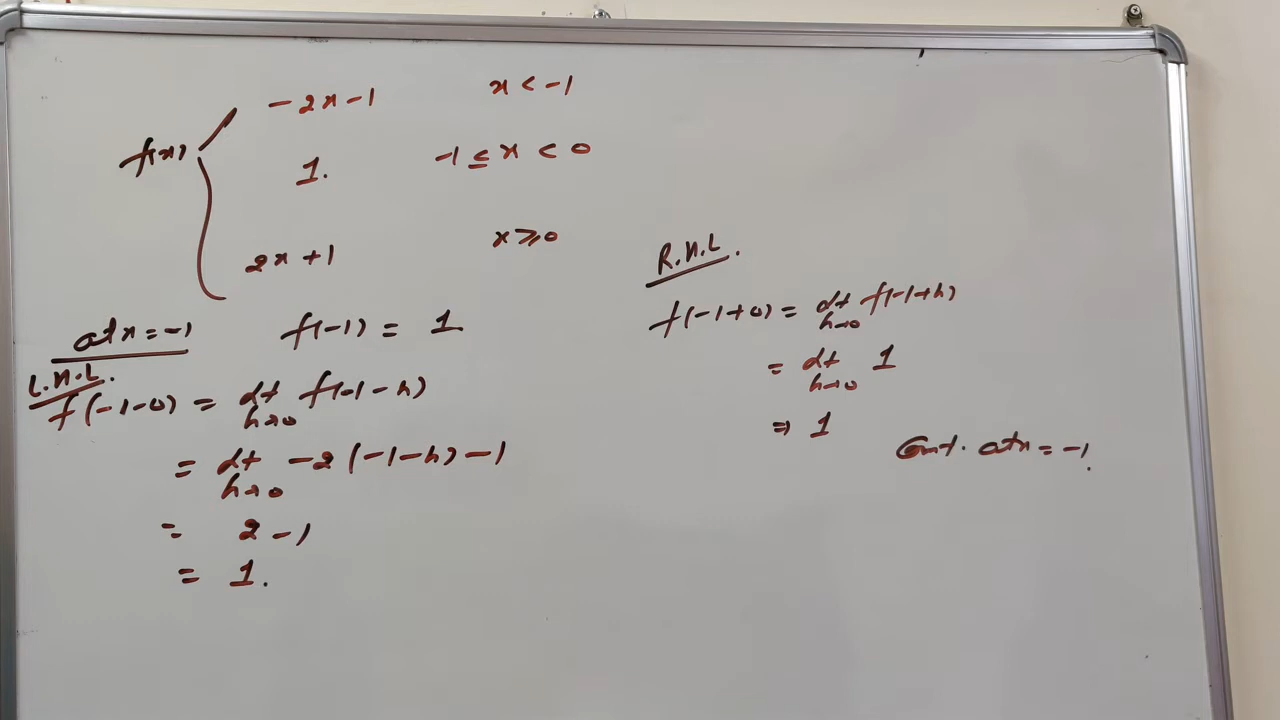 -2x-1 x < -1
f(x) 1. -1 ≤ x < 0
2x+1 x ≥ 0
at x = -1 f(-1) = 1
L.H.L.
f(-1-0) = lt h→0 f(-1-h)
= lt h→0 -2(-1-h)-1
= 2-1
= 1.
R.H.L.
f(-1+0) = lt h→0 f(-1+h)
= lt h→0 1
⇒ 1
Cont. at x = -1.